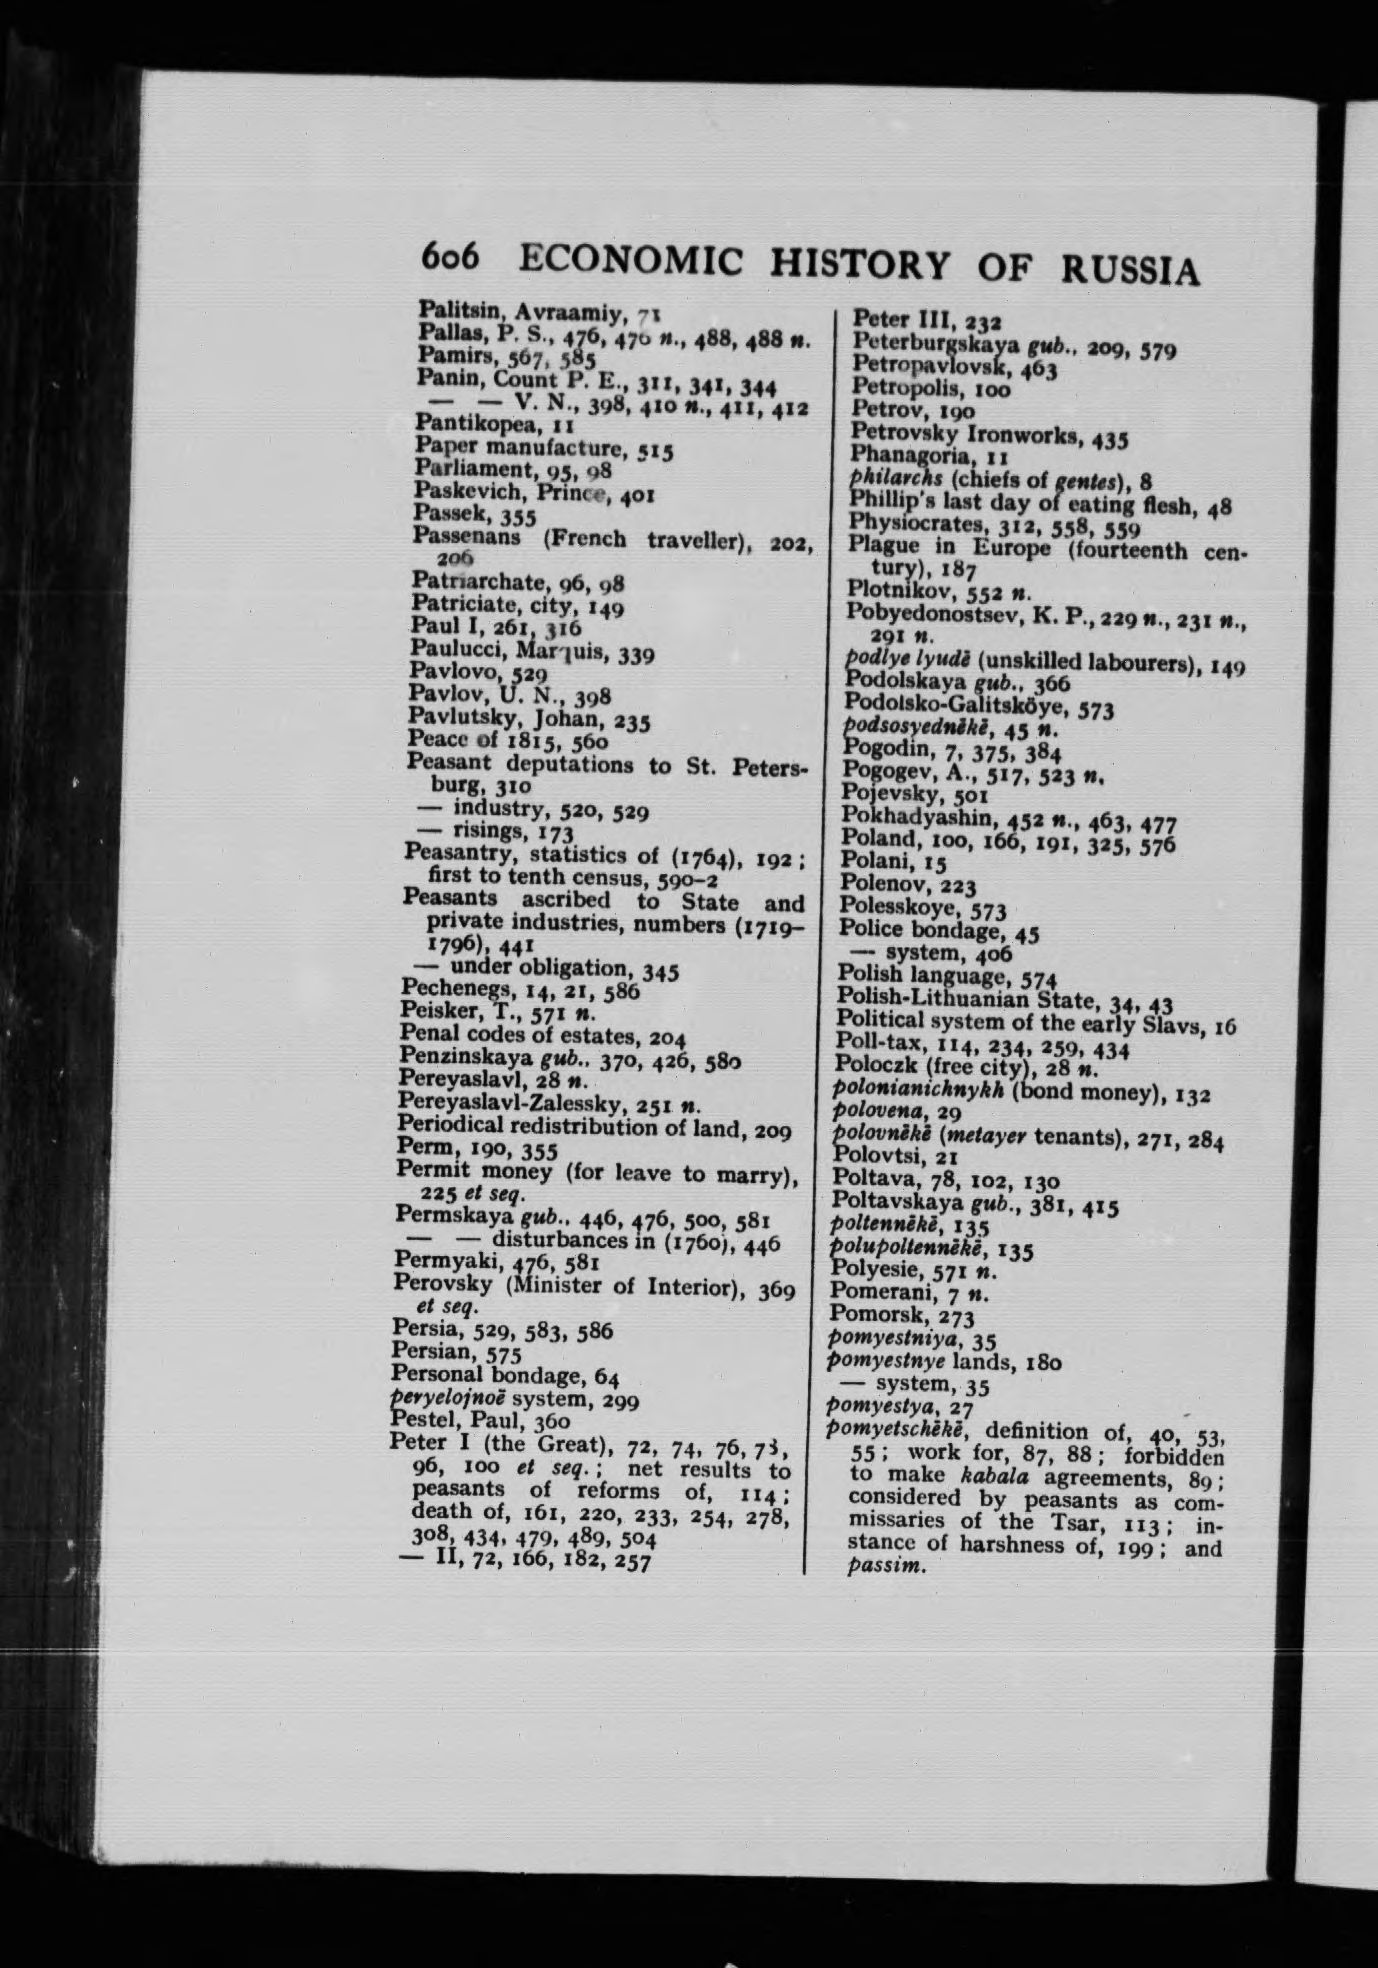 606 ECONOMIC HISTORY OF RUSSIA
Palitsin, Avraamiy, 71
Pallas, P. S., 476, 476 n., 488, 488 n.
Pamirs, 567, 585
Panin, Count P. E., 311, 341, 344
— — V. N., 398, 410 n., 411, 412
Pantikopea, 11
Paper manufacture, 515
Parliament, 95, 98
Paskevich, Prince, 401
Passek, 355
Passenans (French traveller), 202,
206
Patriarchate, 96, 98
Patriciate, city, 149
Paul I, 261, 316
Paulucci, Marquis, 339
Pavlovo, 529
Pavlov, U. N., 398
Pavlutsky, Johan, 235
Peace of 1815, 560
Peasant deputations to St. Peters-
burg, 310
— industry, 520, 529
— risings, 173
Peasantry, statistics of (1764), 192;
first to tenth census, 590-2
Peasants ascribed to State and
private industries, numbers (1719-
1796), 441
— under obligation, 345
Pechenegs, 14, 21, 586
Peisker, T., 571 n.
Penal codes of estates, 204
Penzinskaya gub., 370, 426, 580
Pereyaslavl, 28 n.
Pereyaslavl-Zalessky, 251 n.
Periodical redistribution of land, 209
Perm, 190, 355
Permit money (for leave to marry),
225 et seq.
Permskaya gub., 446, 476, 500, 581
— — disturbances in (1760), 446
Permyaki, 476, 581
Perovsky (Minister of Interior), 369
et seq.
Persia, 529, 583, 586
Persian, 575
Personal bondage, 64
peryelojnoë system, 299
Pestel, Paul, 360
Peter I (the Great), 72, 74, 76, 78,
96, 100 et seq.; net results to
peasants of reforms of, 114;
death of, 161, 220, 233, 254, 278,
308, 434, 479, 489, 504
— II, 72, 166, 182, 257
Peter III, 232
Peterburgskaya gub., 209, 579
Petropavlovsk, 463
Petropolis, 100
Petrov, 190
Petrovsky Ironworks, 435
Phanagoria, 11
philarchs (chiefs of gentes), 8
Phillip's last day of eating flesh, 48
Physiocrates, 312, 558, 559
Plague in Europe (fourteenth cen-
tury), 187
Plotnikov, 552 n.
Pobyedonostsev, K. P., 229 n., 231 n.,
291 n.
podlye lyudē (unskilled labourers), 149
Podolskaya gub., 366
Podolsko-Galitsköye, 573
podsosyednēkē, 45 n.
Pogodin, 7, 375, 384
Pogogev, A., 517, 523 n.
Pojevsky, 501
Pokhadyashin, 452 n., 463, 477
Poland, 100, 166, 191, 325, 576
Polani, 15
Polenov, 223
Polesskoye, 573
Police bondage, 45
— system, 406
Polish language, 574
Polish-Lithuanian State, 34, 43
Political system of the early Slavs, 16
Poll-tax, 114, 234, 259, 434
Poloczk (free city), 28 n.
polonianichnykh (bond money), 132
polovena, 29
polovnēkē (metayer tenants), 271, 284
Polovtsi, 21
Poltava, 78, 102, 130
Poltavskaya gub., 381, 415
poltennēkē, 135
polupoltennēkē, 135
Polyesie, 571 n.
Pomerani, 7 n.
Pomorsk, 273
pomyestniya, 35
pomyestnye lands, 180
— system, 35
pomyestya, 27
pomyetschēkē, definition of, 40, 53,
55; work for, 87, 88; forbidden
to make kabala agreements, 89;
considered by peasants as com-
missaries of the Tsar, 113; in-
stance of harshness of, 199; and
passim.